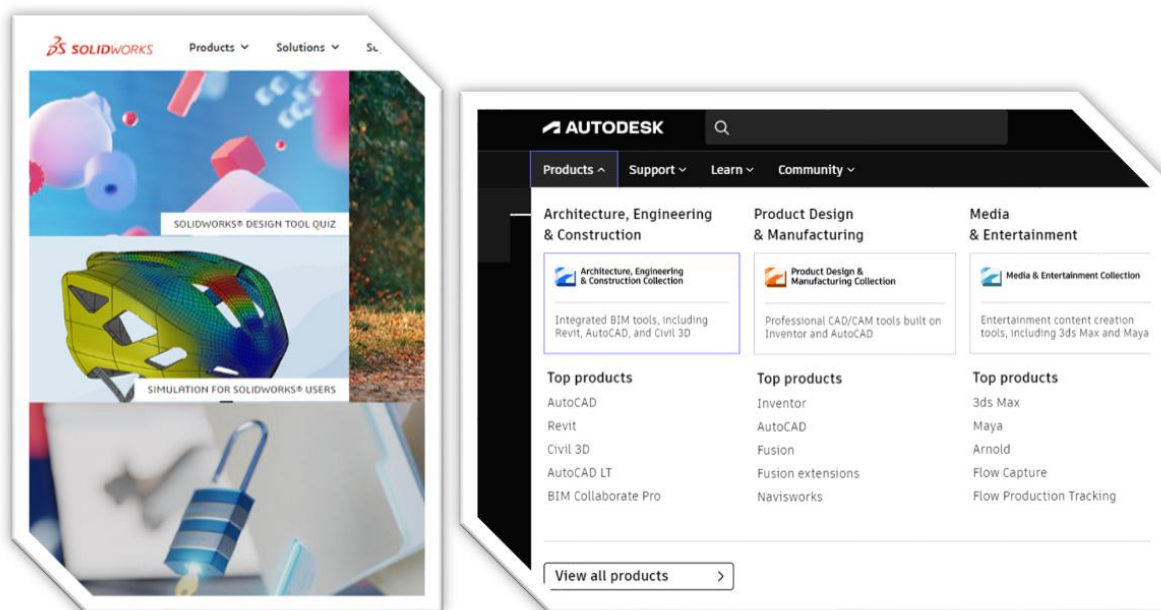 SOLIDWORKS
Products Solutions
SOLIDWORKS® DESIGN TOOL QUIZ
SIMULATION FOR SOLIDWORKS® USERS
AUTODESK
Products Support Learn Community
Architecture, Engineering
& Construction
Architecture, Engineering
& Construction Collection
Integrated BIM tools, including
Revit, AutoCAD, and Civil 3D
Top products
AutoCAD
Revit
Civil 3D
AutoCAD LT
BIM Collaborate Pro
Product Design
& Manufacturing
Product Design &
Manufacturing Collection
Professional CAD/CAM tools built on
Inventor and AutoCAD
Top products
Inventor
AutoCAD
Fusion
Fusion extensions
Navisworks
Media
& Entertainment
Media & Entertainment Collection
Entertainment content creation
tools, including 3ds Max and Maya
Top products
3ds Max
Maya
Arnold
Flow Capture
Flow Production Tracking
View all products